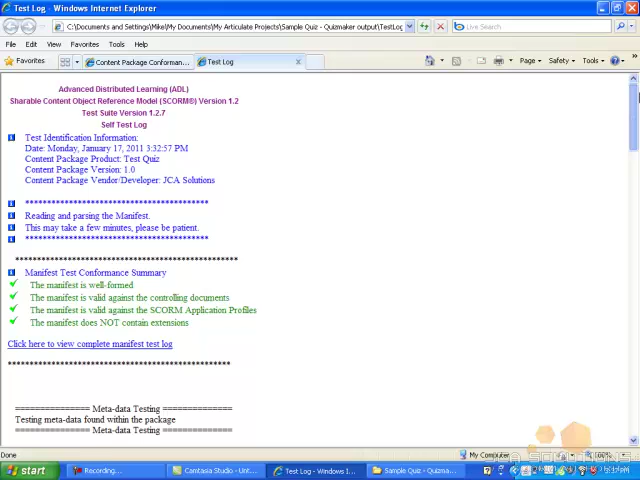 Test Log - Windows Internet Explorer
C:\Documents and Settings\Mike\My Documents\My Articulate Projects\Sample Quiz - Quizmaker output\TestLog
Live Search
File Edit View Favorites Tools Help
Favorites
Content Package Conforman...
Test Log
Page Safety Tools
Advanced Distributed Learning (ADL)
Sharable Content Object Reference Model (SCORM®) Version 1.2
Test Suite Version 1.2.7
Self Test Log
Test Identification Information:
Date: Monday, January 17, 2011 3:32:57 PM
Content Package Product: Test Quiz
Content Package Version: 1.0
Content Package Vendor/Developer: JCA Solutions
*****************************************
Reading and parsing the Manifest.
This may take a few minutes, please be patient.
*****************************************
*************************************************
Manifest Test Conformance Summary
The manifest is well-formed
The manifest is valid against the controlling documents
The manifest is valid against the SCORM Application Profiles
The manifest does NOT contain extensions
Click here to view complete manifest test log
*************************************************
=============== Meta-data Testing ===============
Testing meta-data found within the package
=============== Meta-data Testing ===============
Done
My Computer
100%
start
Recording...
Camtasia Studio - Unt...
Test Log - Windows I...
Sample Quiz - Quizmak...